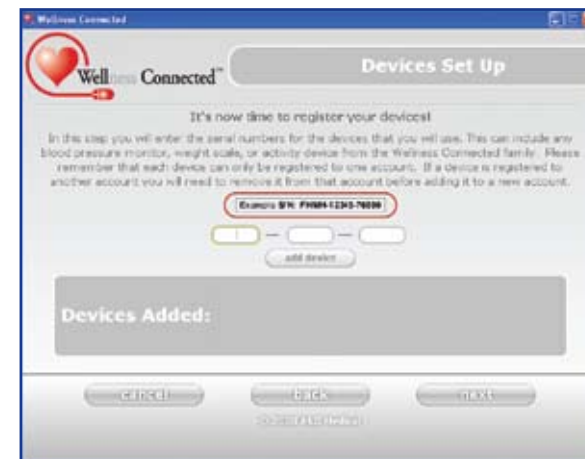 Wellness Connected
Wellness Connected™
Devices Set Up
It's now time to register your devices!
In this step you will enter the serial numbers for the devices that you will use. This can include any
blood pressure monitor, weight scale, or activity device from the Wellness Connected family. Please
remember that each device can only be registered to one account. If a device is registered to
another account you will need to remove it from that account before adding it to a new account.
Example S/N:
— —
add device
Devices Added:
cancel back next